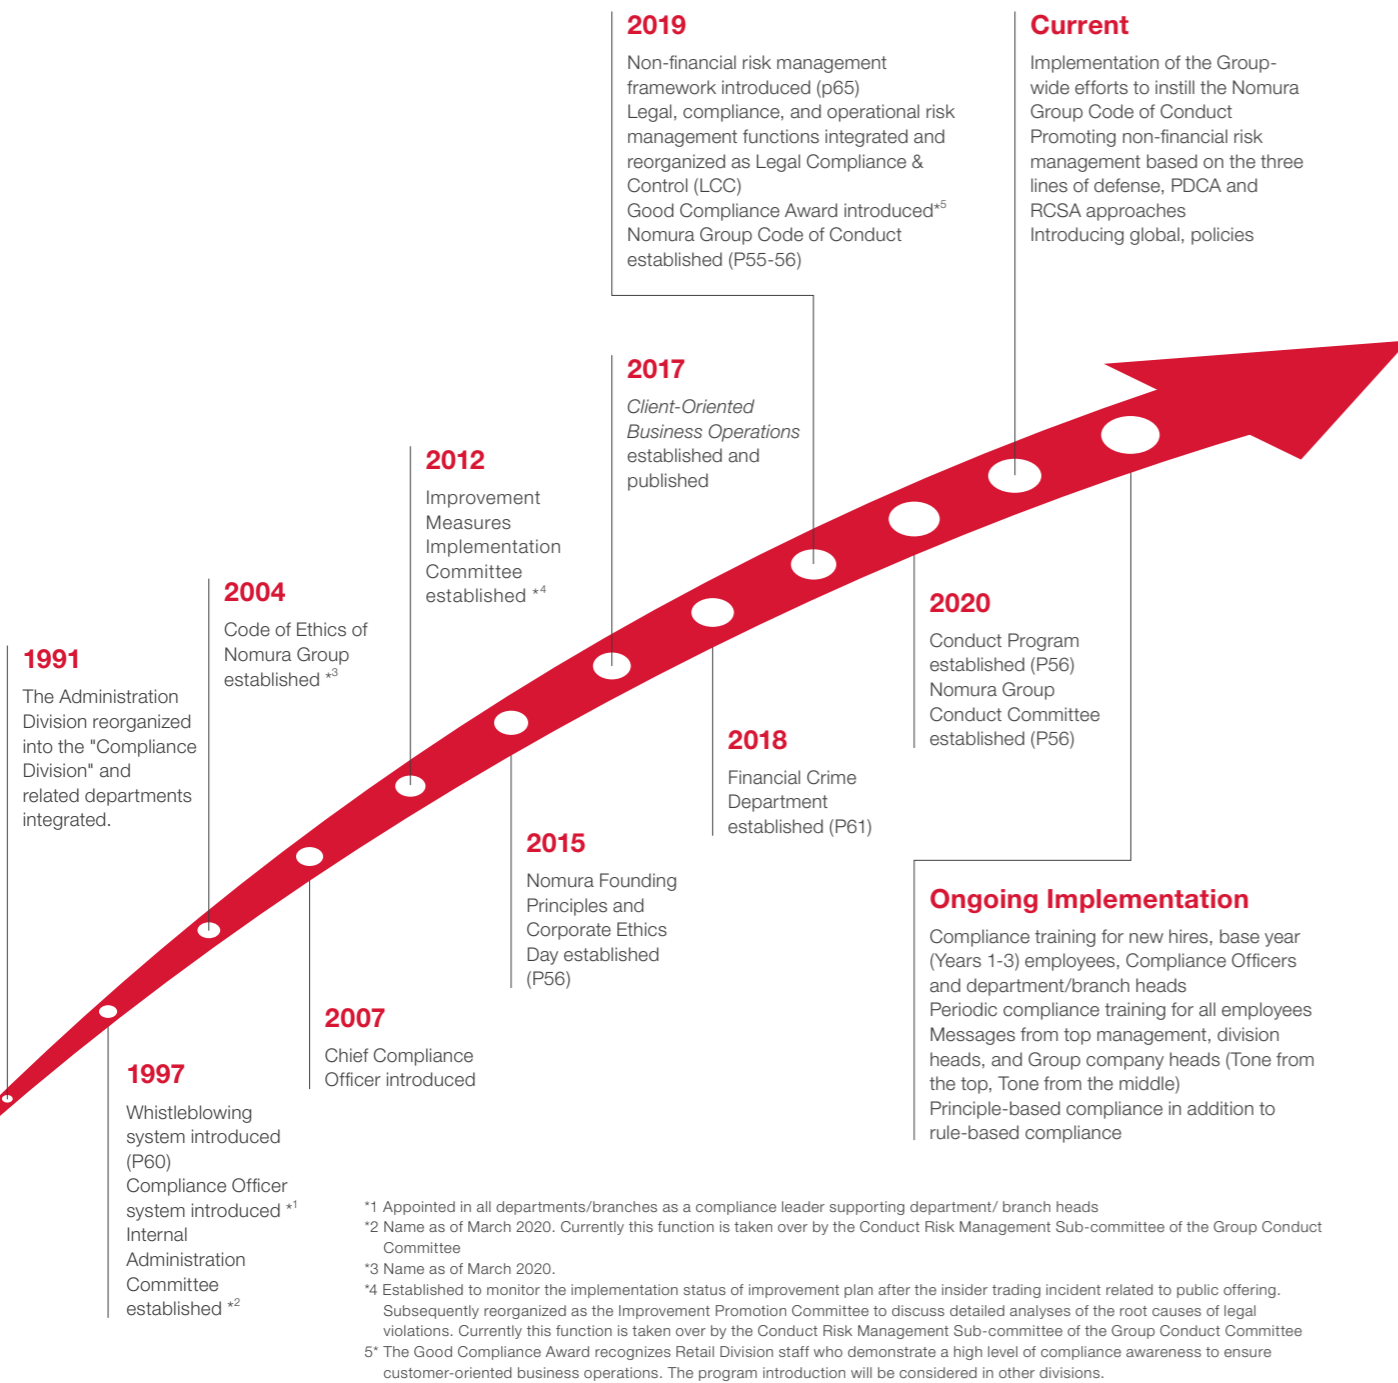 1991
The Administration
Division reorganized
into the "Compliance
Division" and
related departments
integrated.
1997
Whistleblowing
system introduced
(P60)
Compliance Officer
system introduced *1
Internal
Administration
Committee
established *2
2004
Code of Ethics of
Nomura Group
established *3
2007
Chief Compliance
Officer introduced
2012
Improvement
Measures
Implementation
Committee
established *4
2015
Nomura Founding
Principles and
Corporate Ethics
Day established
(P56)
2017
Client-Oriented
Business Operations
established and
published
2018
Financial Crime
Department
established (P61)
2019
Non-financial risk management
framework introduced (p65)
Legal, compliance, and operational risk
management functions integrated and
reorganized as Legal Compliance &
Control (LCC)
Good Compliance Award introduced*5
Nomura Group Code of Conduct
established (P55-56)
2020
Conduct Program
established (P56)
Nomura Group
Conduct Committee
established (P56)
Current
Implementation of the Group-
wide efforts to instill the Nomura
Group Code of Conduct
Promoting non-financial risk
management based on the three
lines of defense, PDCA and
RCSA approaches
Introducing global, policies
Ongoing Implementation
Compliance training for new hires, base year
(Years 1-3) employees, Compliance Officers
and department/branch heads
Periodic compliance training for all employees
Messages from top management, division
heads, and Group company heads (Tone from
the top, Tone from the middle)
Principle-based compliance in addition to
rule-based compliance
*1 Appointed in all departments/branches as a compliance leader supporting department/ branch heads
*2 Name as of March 2020. Currently this function is taken over by the Conduct Risk Management Sub-committee of the Group Conduct
Committee
*3 Name as of March 2020.
*4 Established to monitor the implementation status of improvement plan after the insider trading incident related to public offering.
Subsequently reorganized as the Improvement Promotion Committee to discuss detailed analyses of the root causes of legal
violations. Currently this function is taken over by the Conduct Risk Management Sub-committee of the Group Conduct Committee
5* The Good Compliance Award recognizes Retail Division staff who demonstrate a high level of compliance awareness to ensure
customer-oriented business operations. The program introduction will be considered in other divisions.